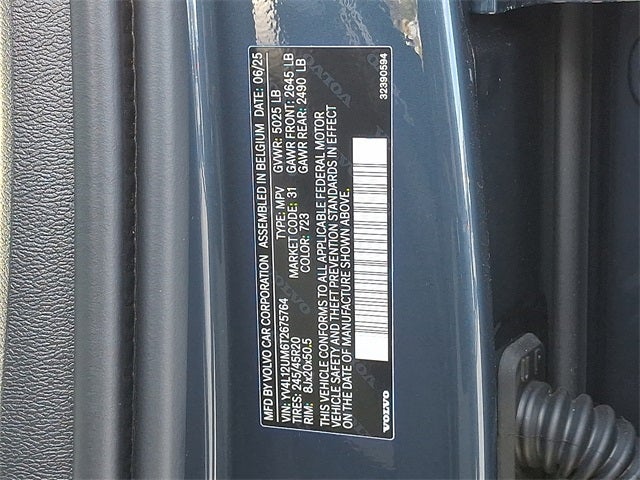 MFD BY VOLVO CAR CORPORATION ASSEMBLED IN BELGIUM DATE: 06/25
VIN: YV4L12UM6T2675764 TYPE: MPV GVWR: 5025 LB
TIRES: 245/45R20 MARKET CODE: 31 GAWR FRONT: 2645 LB
RIM: 8Jx20x50.5 COLOR: 723 GAWR REAR: 2490 LB
THIS VEHICLE CONFORMS TO ALL APPLICABLE FEDERAL MOTOR
VEHICLE SAFETY AND THEFT PREVENTION STANDARDS IN EFFECT
ON THE DATE OF MANUFACTURE SHOWN ABOVE.
VOLVO
32390594